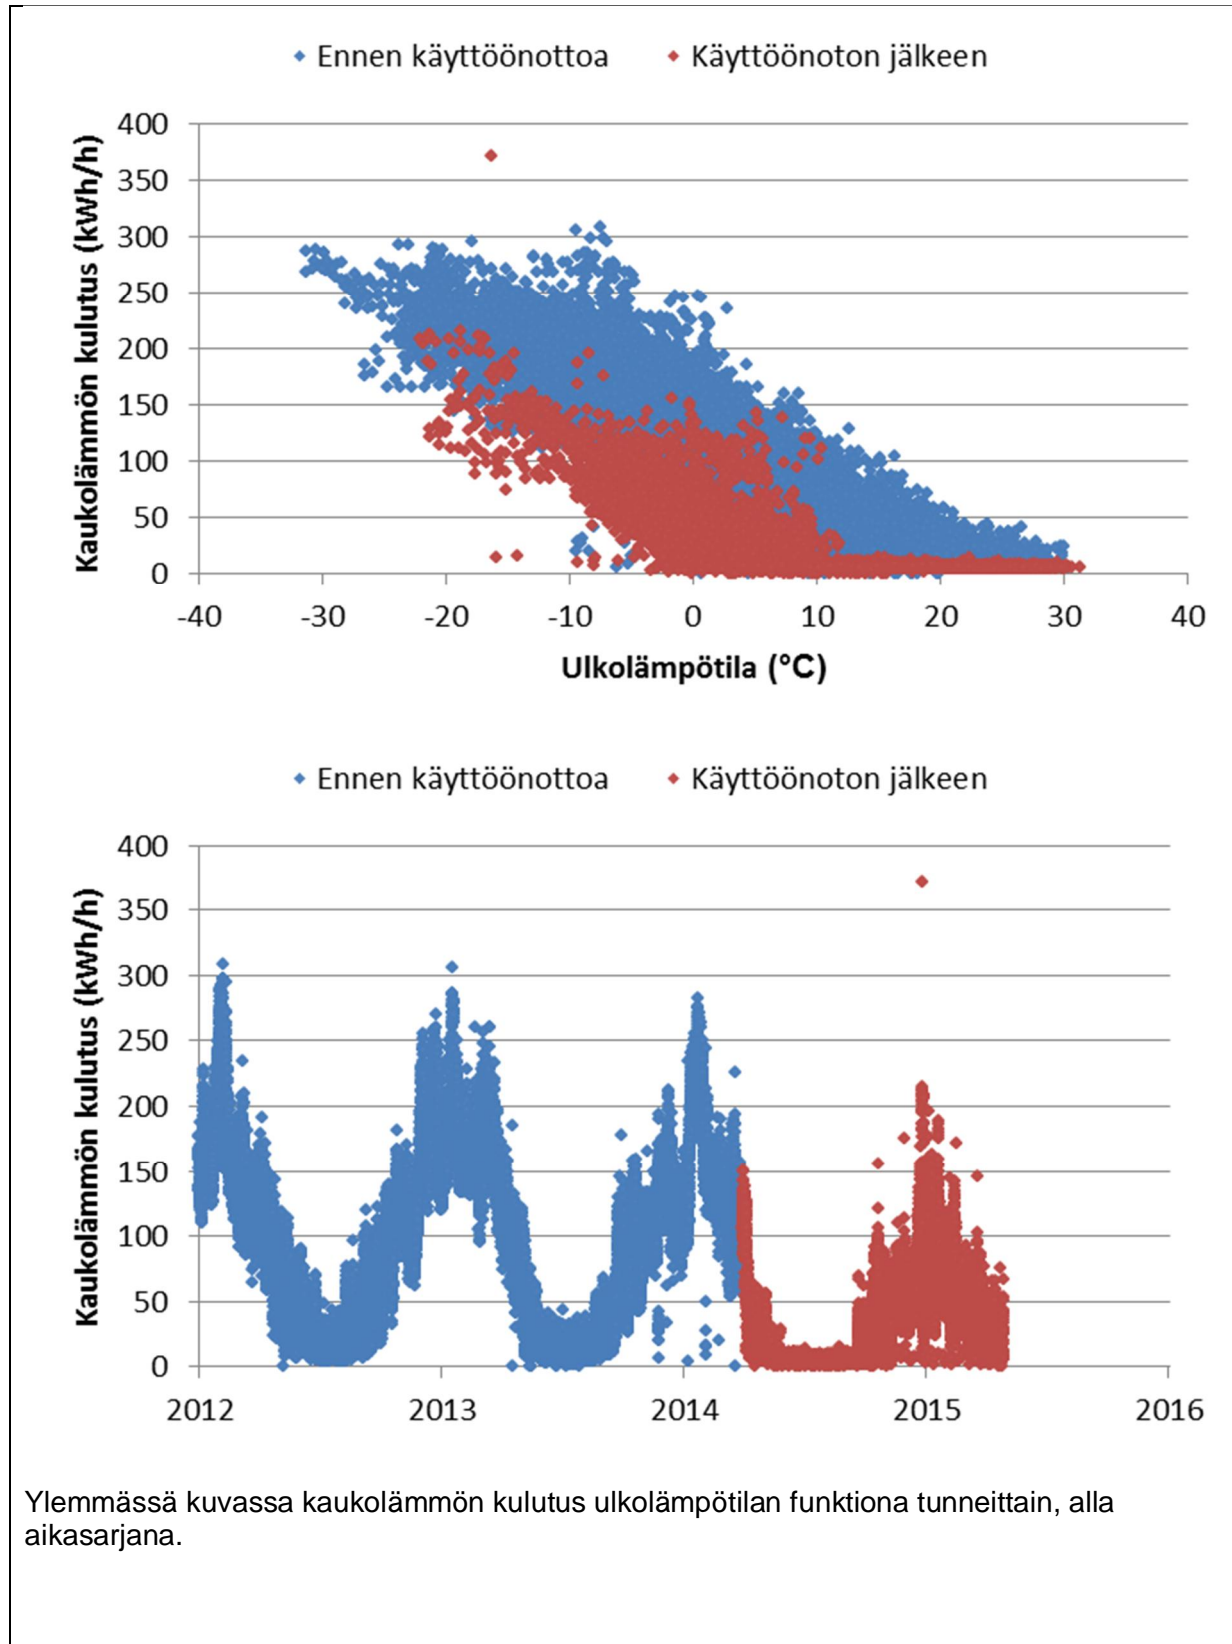 Ennen käyttöönottoa Käyttöönoton jälkeen
400
350
300
250
200
150
100
50
0
Kaukolämmön kulutus (kWh/h)
-40 -30 -20 -10 0 10 20 30 40
Ulkolämpötila (°C)
Ennen käyttöönottoa Käyttöönoton jälkeen
400
350
300
250
200
150
100
50
0
Kaukolämmön kulutus (kWh/h)
2012 2013 2014 2015 2016
Ylemmässä kuvassa kaukolämmön kulutus ulkolämpötilan funktiona tunneittain, alla
aikasarjana.